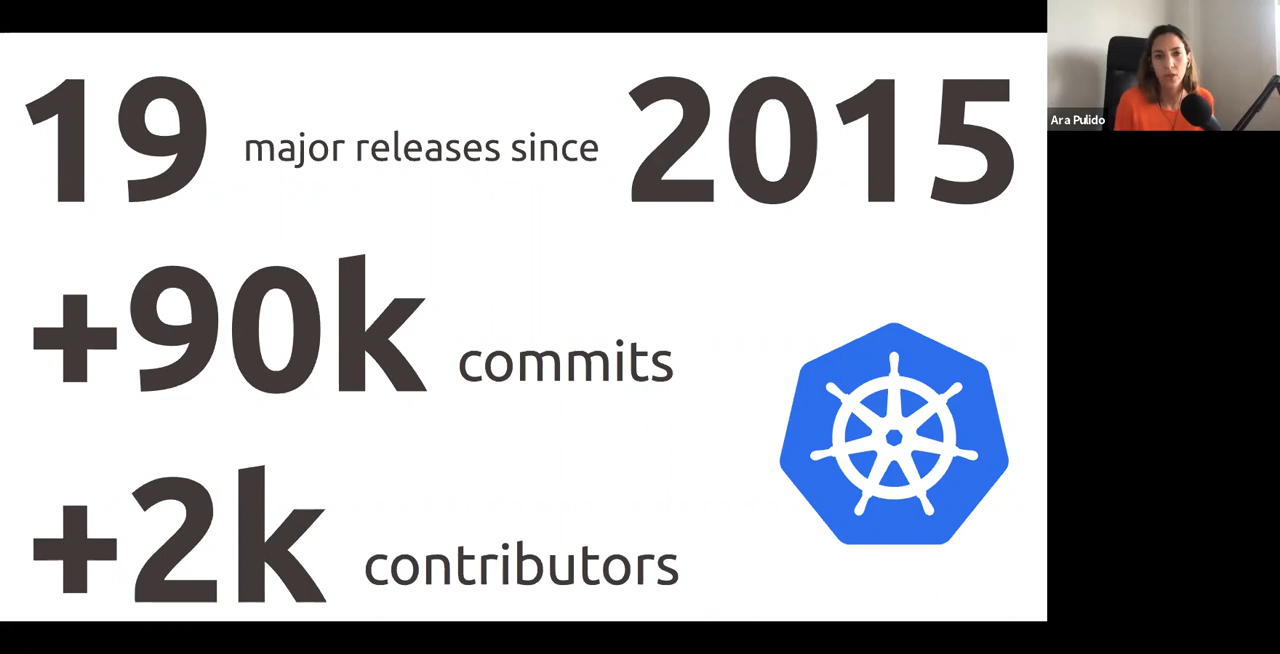 19 major releases since 2015
+90k commits
+2k contributors
Ara Pulido